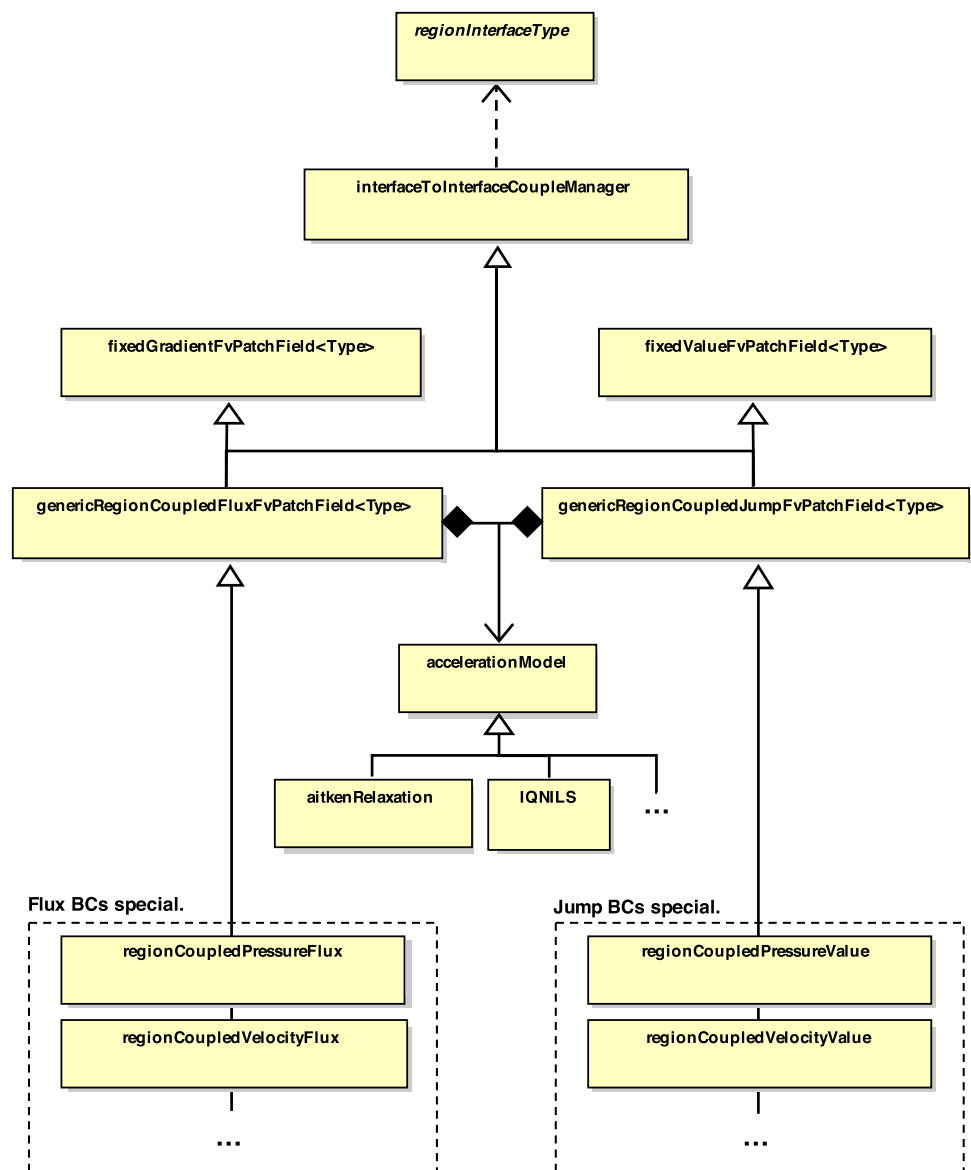 regionInterfaceType
interfaceToInterfaceCoupleManager
fixedGradientFvPatchField<Type>
fixedValueFvPatchField<Type>
genericRegionCoupledFluxFvPatchField<Type>
genericRegionCoupledJumpFvPatchField<Type>
accelerationModel
aitkenRelaxation
IQNILS
...
Flux BCs special.
Jump BCs special.
regionCoupledPressureFlux
regionCoupledPressureValue
regionCoupledVelocityFlux
regionCoupledVelocityValue
...
...